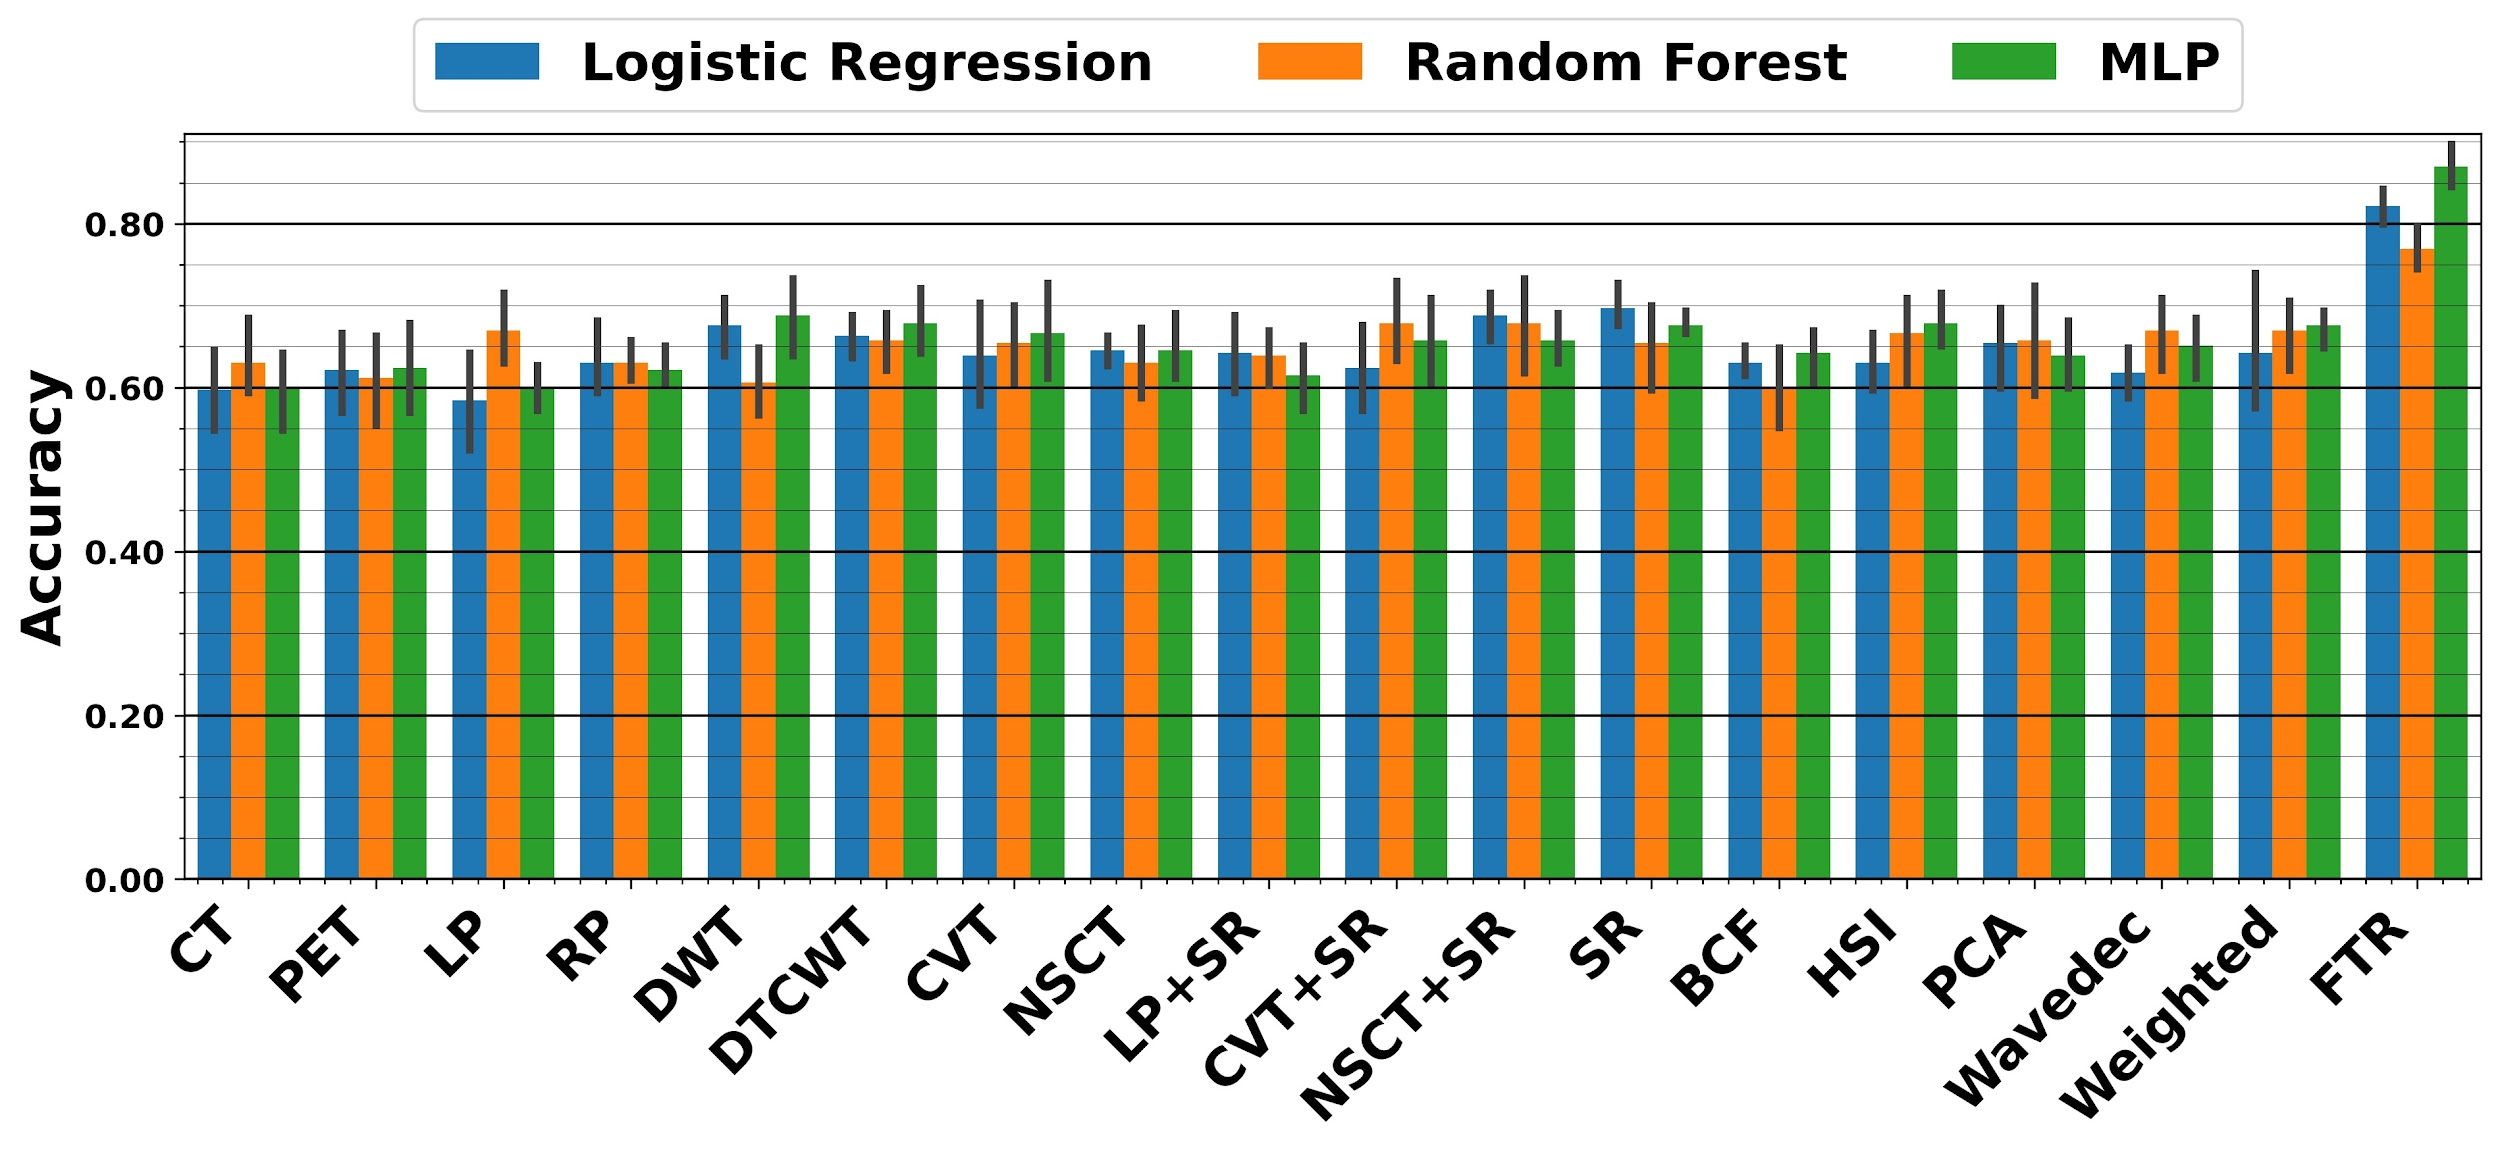 Logistic Regression Random Forest MLP
Accuracy
0.80
0.60
0.40
0.20
0.00
CT PET LP RP DWT DTCWT CVT NSCT LP+SR CVT+SR NSCT+SR SR BCF HSI PCA Wavedec Weighted FTR